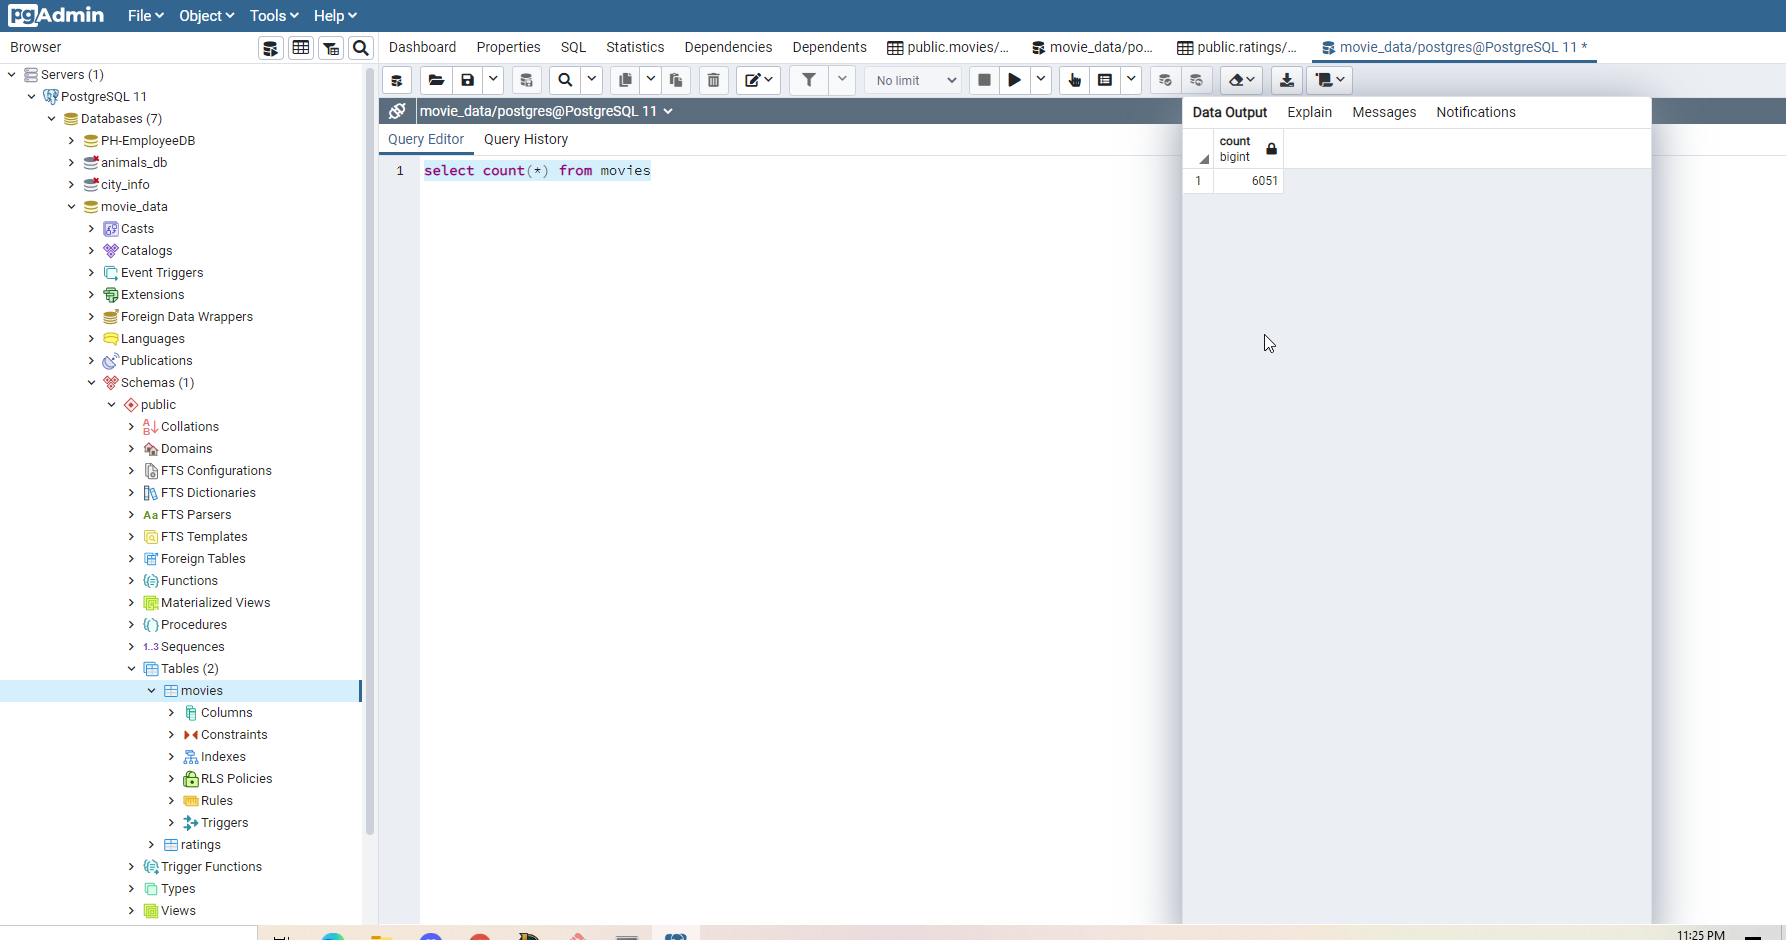 pgAdmin File Object Tools Help
Browser
Dashboard Properties SQL Statistics Dependencies Dependents public.movies/... movie_data/po... public.ratings/... movie_data/postgres@PostgreSQL 11 *
No limit
movie_data/postgres@PostgreSQL 11
Query Editor Query History
1 select count(*) from movies
Data Output Explain Messages Notifications
count
bigint
1 6051
Servers (1)
PostgreSQL 11
Databases (7)
PH-EmployeeDB
animals_db
city_info
movie_data
Casts
Catalogs
Event Triggers
Extensions
Foreign Data Wrappers
Languages
Publications
Schemas (1)
public
Collations
Domains
FTS Configurations
FTS Dictionaries
Aa FTS Parsers
FTS Templates
Foreign Tables
Functions
Materialized Views
Procedures
1..3 Sequences
Tables (2)
movies
Columns
Constraints
Indexes
RLS Policies
Rules
Triggers
ratings
Trigger Functions
Types
Views
11:25 PM